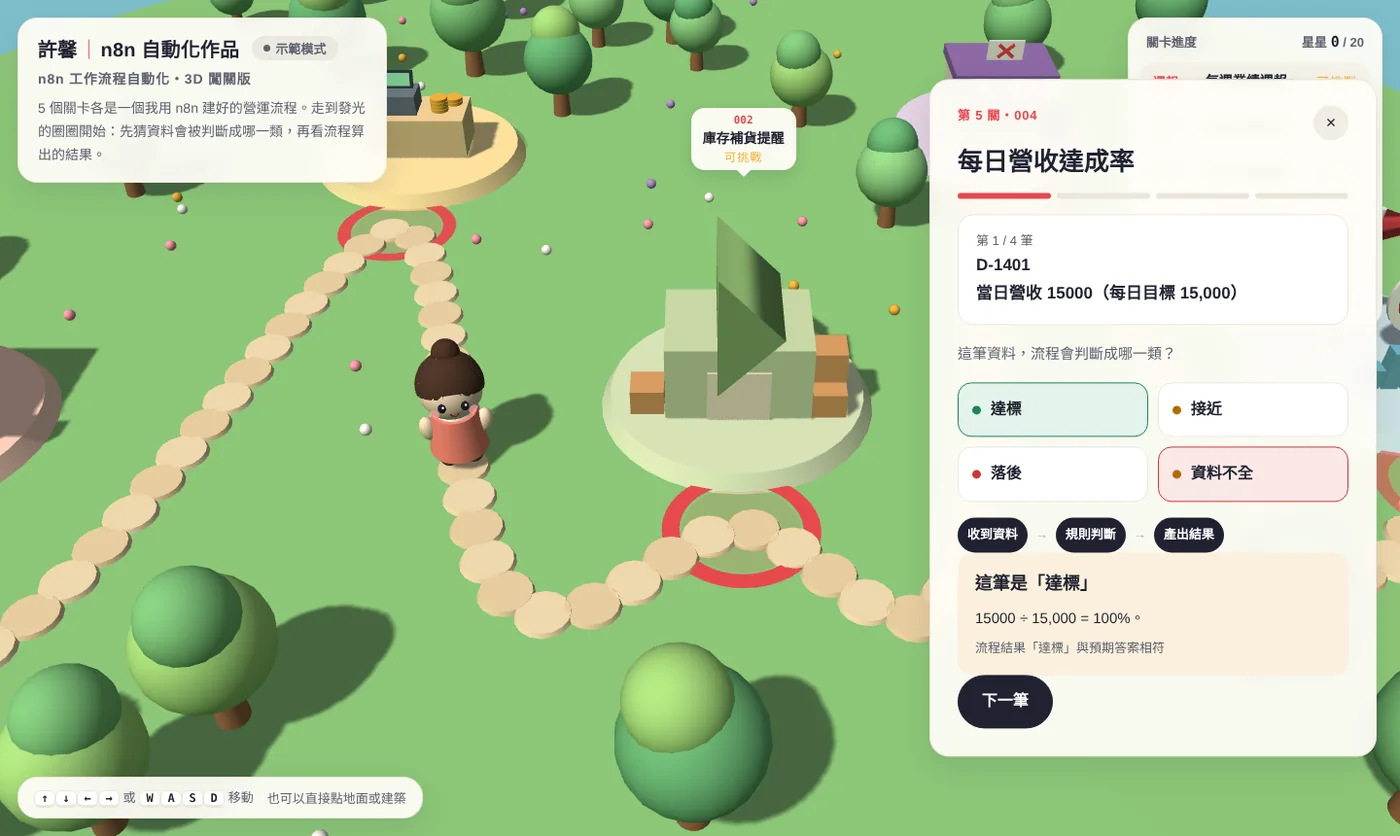 許馨｜n8n 自動化作品 示範模式
n8n 工作流程自動化・3D 闖關版
5 個關卡各是一個我用 n8n 建好的營運流程。走到發光
的圈圈開始：先猜資料會被判斷成哪一類，再看流程算
出的結果。
002
庫存補貨提醒
可挑戰
關卡進度 星星 0 / 20
第 5 關・004
×
每日營收達成率
第 1 / 4 筆
D-1401
當日營收 15000（每日目標 15,000）
這筆資料，流程會判斷成哪一類？
達標 接近
落後 資料不全
收到資料 → 規則判斷 → 產出結果
這筆是「達標」
15000 ÷ 15,000 = 100%。
流程結果「達標」與預期答案相符
下一筆
↑ ↓ ← → 或 W A S D 移動 也可以直接點地面或建築